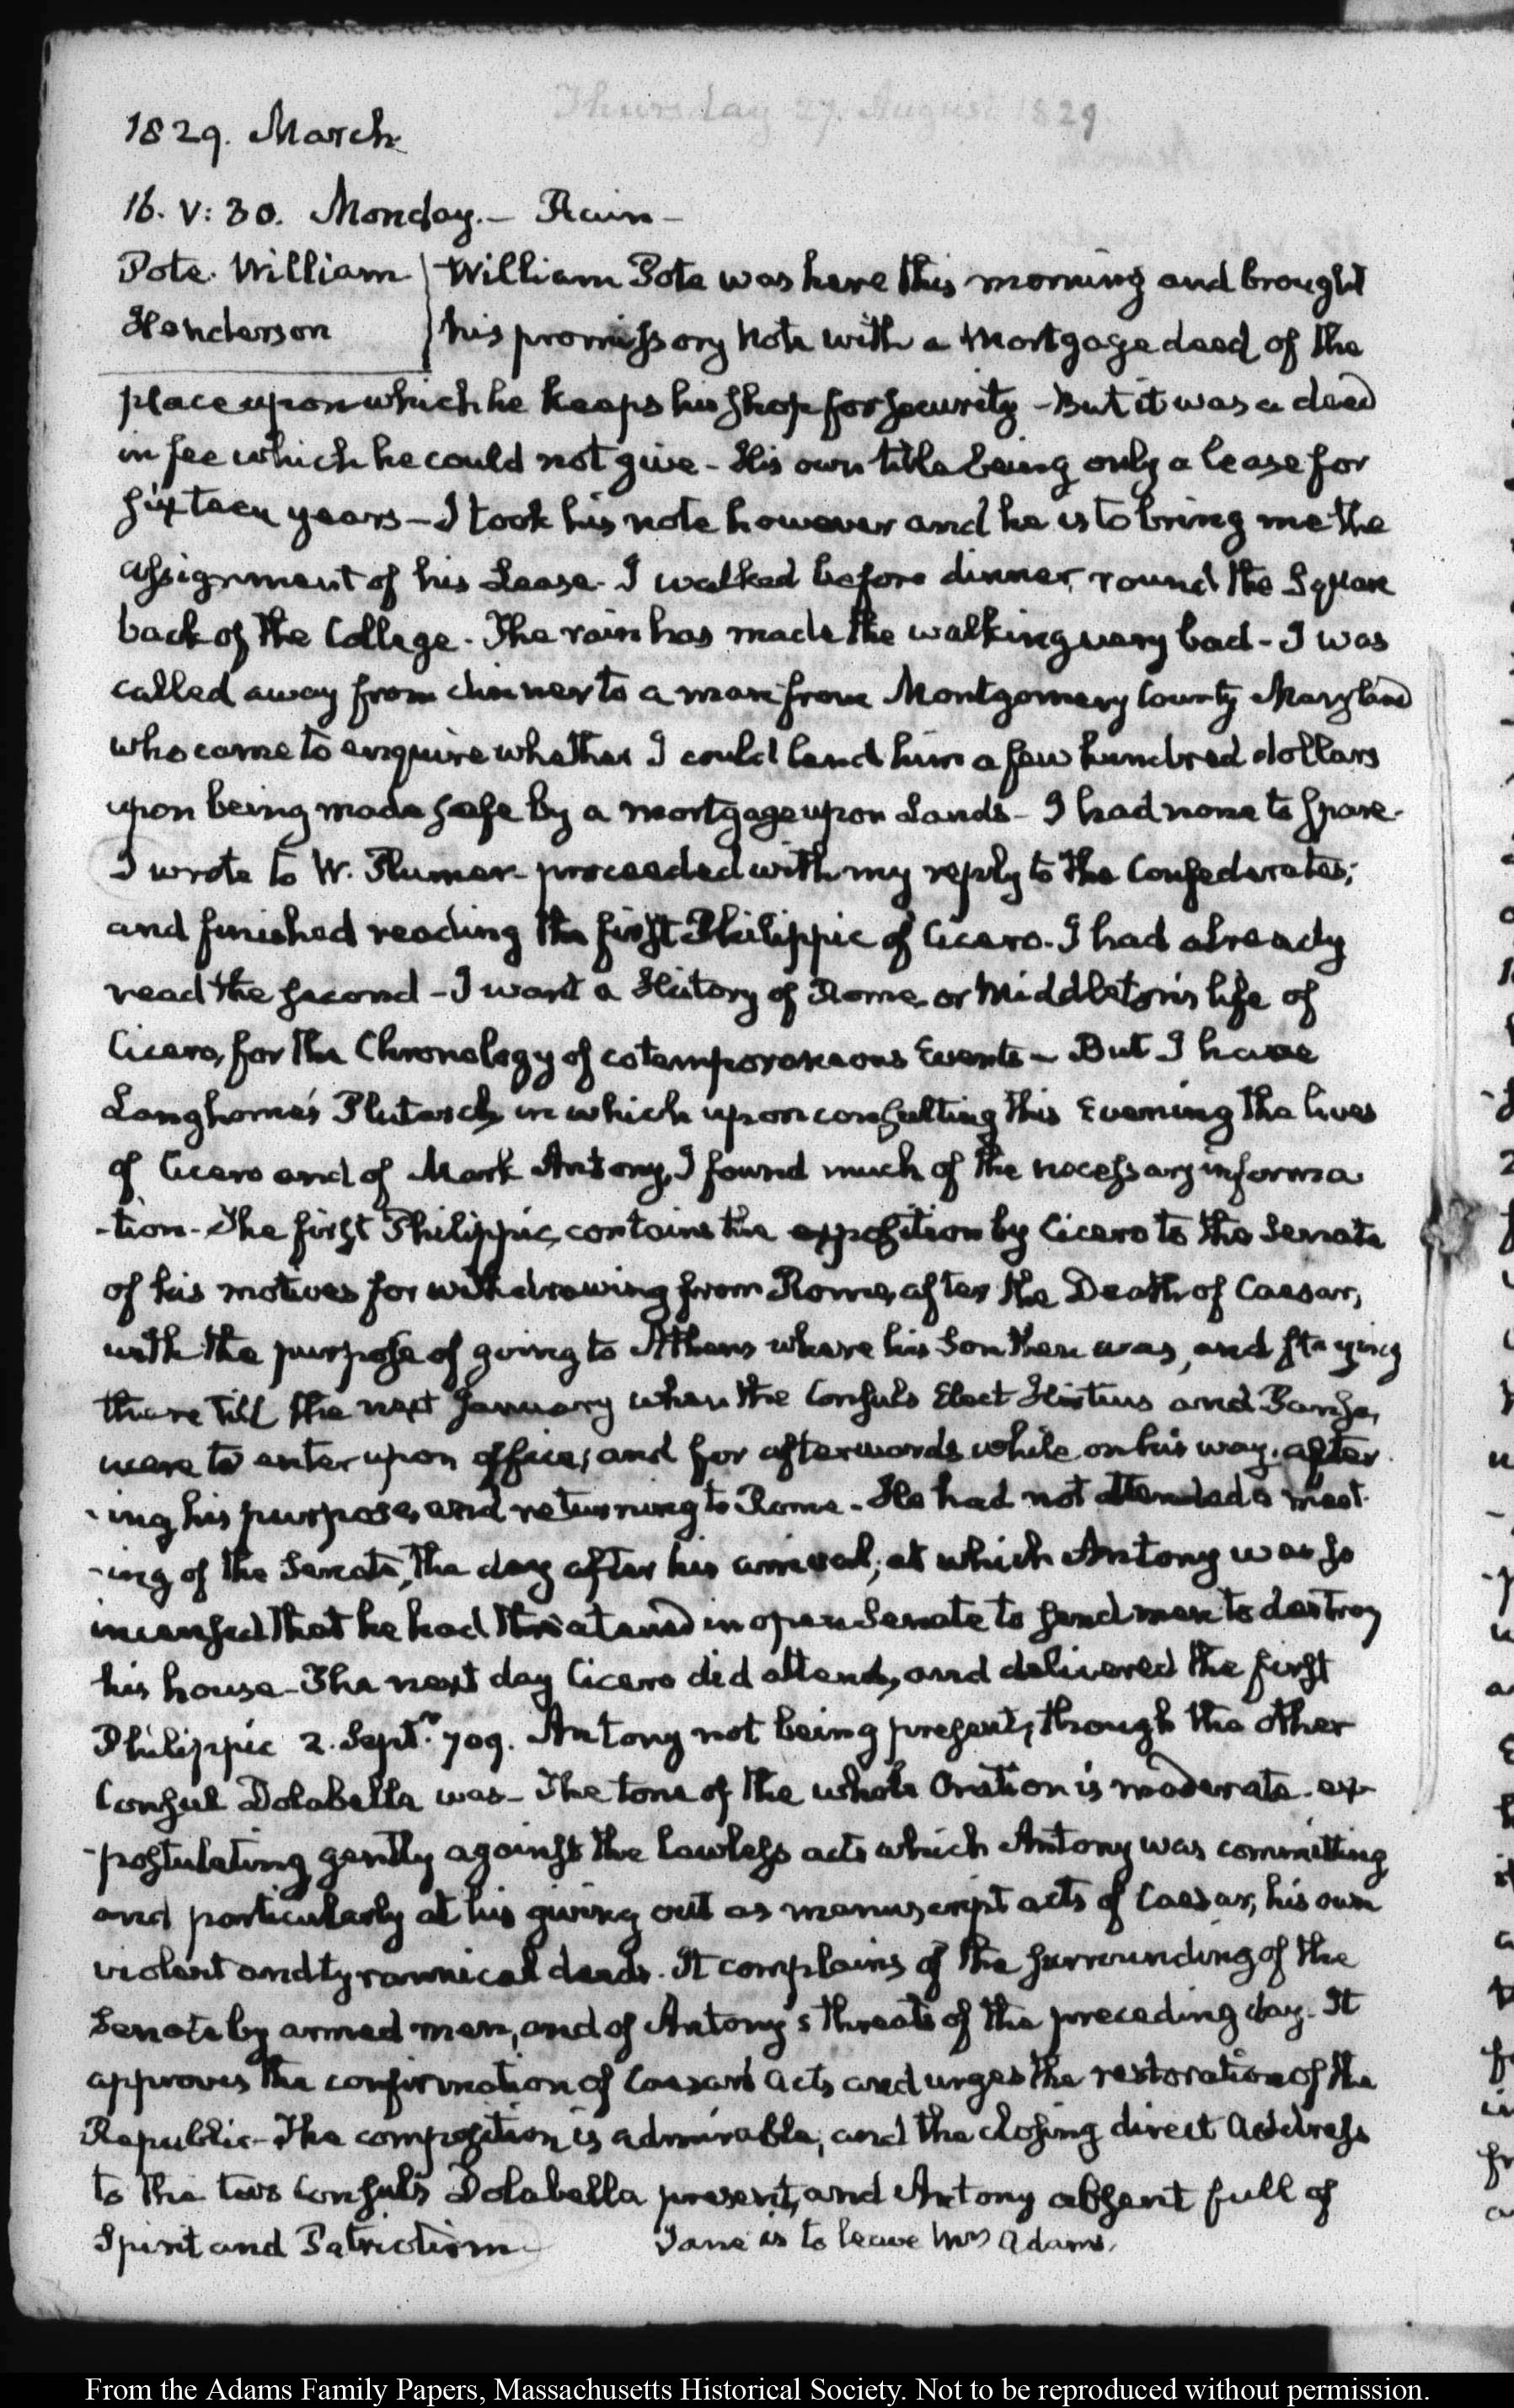 Thursday 27. August 1829.
1829. March
16. V: 30. Monday.- Rain-
Pote. William William Pote was here this morning and brought
Henderson his promissory Note with a Mortgage deed of the
place upon which he keeps his shop for security - But it was a deed
in fee which he could not give - His own title being only a lease for
sixteen years - I took his note however and he is to bring me the
assignment of his Lease. I walked before dinner, round the Square
back of the College. The rain has made the walking very bad - I was
called away from dinner to a man from Montgomery County Maryland
who came to enquire whether I could lend him a few hundred dollars
upon being made safe by a mortgage upon Lands - I had none to spare.
I wrote to W. Plumer proceeded with my reply to the Confederates;
and finished reading the first Philippic of Cicero. I had already
read the second - I want a History of Rome or Middleton's life of
Cicero, for the Chronology of cotemporaneous Events - But I have
Langhorne's Plutarch in which upon consulting this Evening the lives
of Cicero and of Mark Antony, I found much of the necessary informa
-tion - The first Philippic, contains the exposition by Cicero to the Senate
of his motives for withdrawing from Rome, after the Death of Caesar,
with the purpose of going to Athens where his Son then was, and staying
there till the next January when the Consuls Elect Hirtius and Pansa,
were to enter upon office; and for afterwards while on his way, alter
-ing his purpose, and returning to Rome - He had not attended a meet
-ing of the Senate, the day after his arrival; at which Antony was so
incensed that he had threatened in open Senate to send men to destroy
his house - The next day Cicero did attend, and delivered the first
Philippic 2. Septr. 709. Antony not being present, though the other
Consul Dolabella was - The tone of the whole Oration is moderate. ex
-postulating gently against the lawless acts which Antony was committing
and particularly at his giving out as manuscript acts of Caesar, his own
violent and tyrannical deeds. It complains of the surrounding of the
Senate by armed men, and of Antony's threats of the preceding day. It
approves the confirmation of Caesar's Acts and urges the restoration of the
Republic - The composition is admirable; and the closing direct Address
to the two Consuls Dolabella present, and Antony absent full of
Spirit and Patriotism - Jane is to leave Mrs Adams.
From the Adams Family Papers, Massachusetts Historical Society. Not to be reproduced without permission.